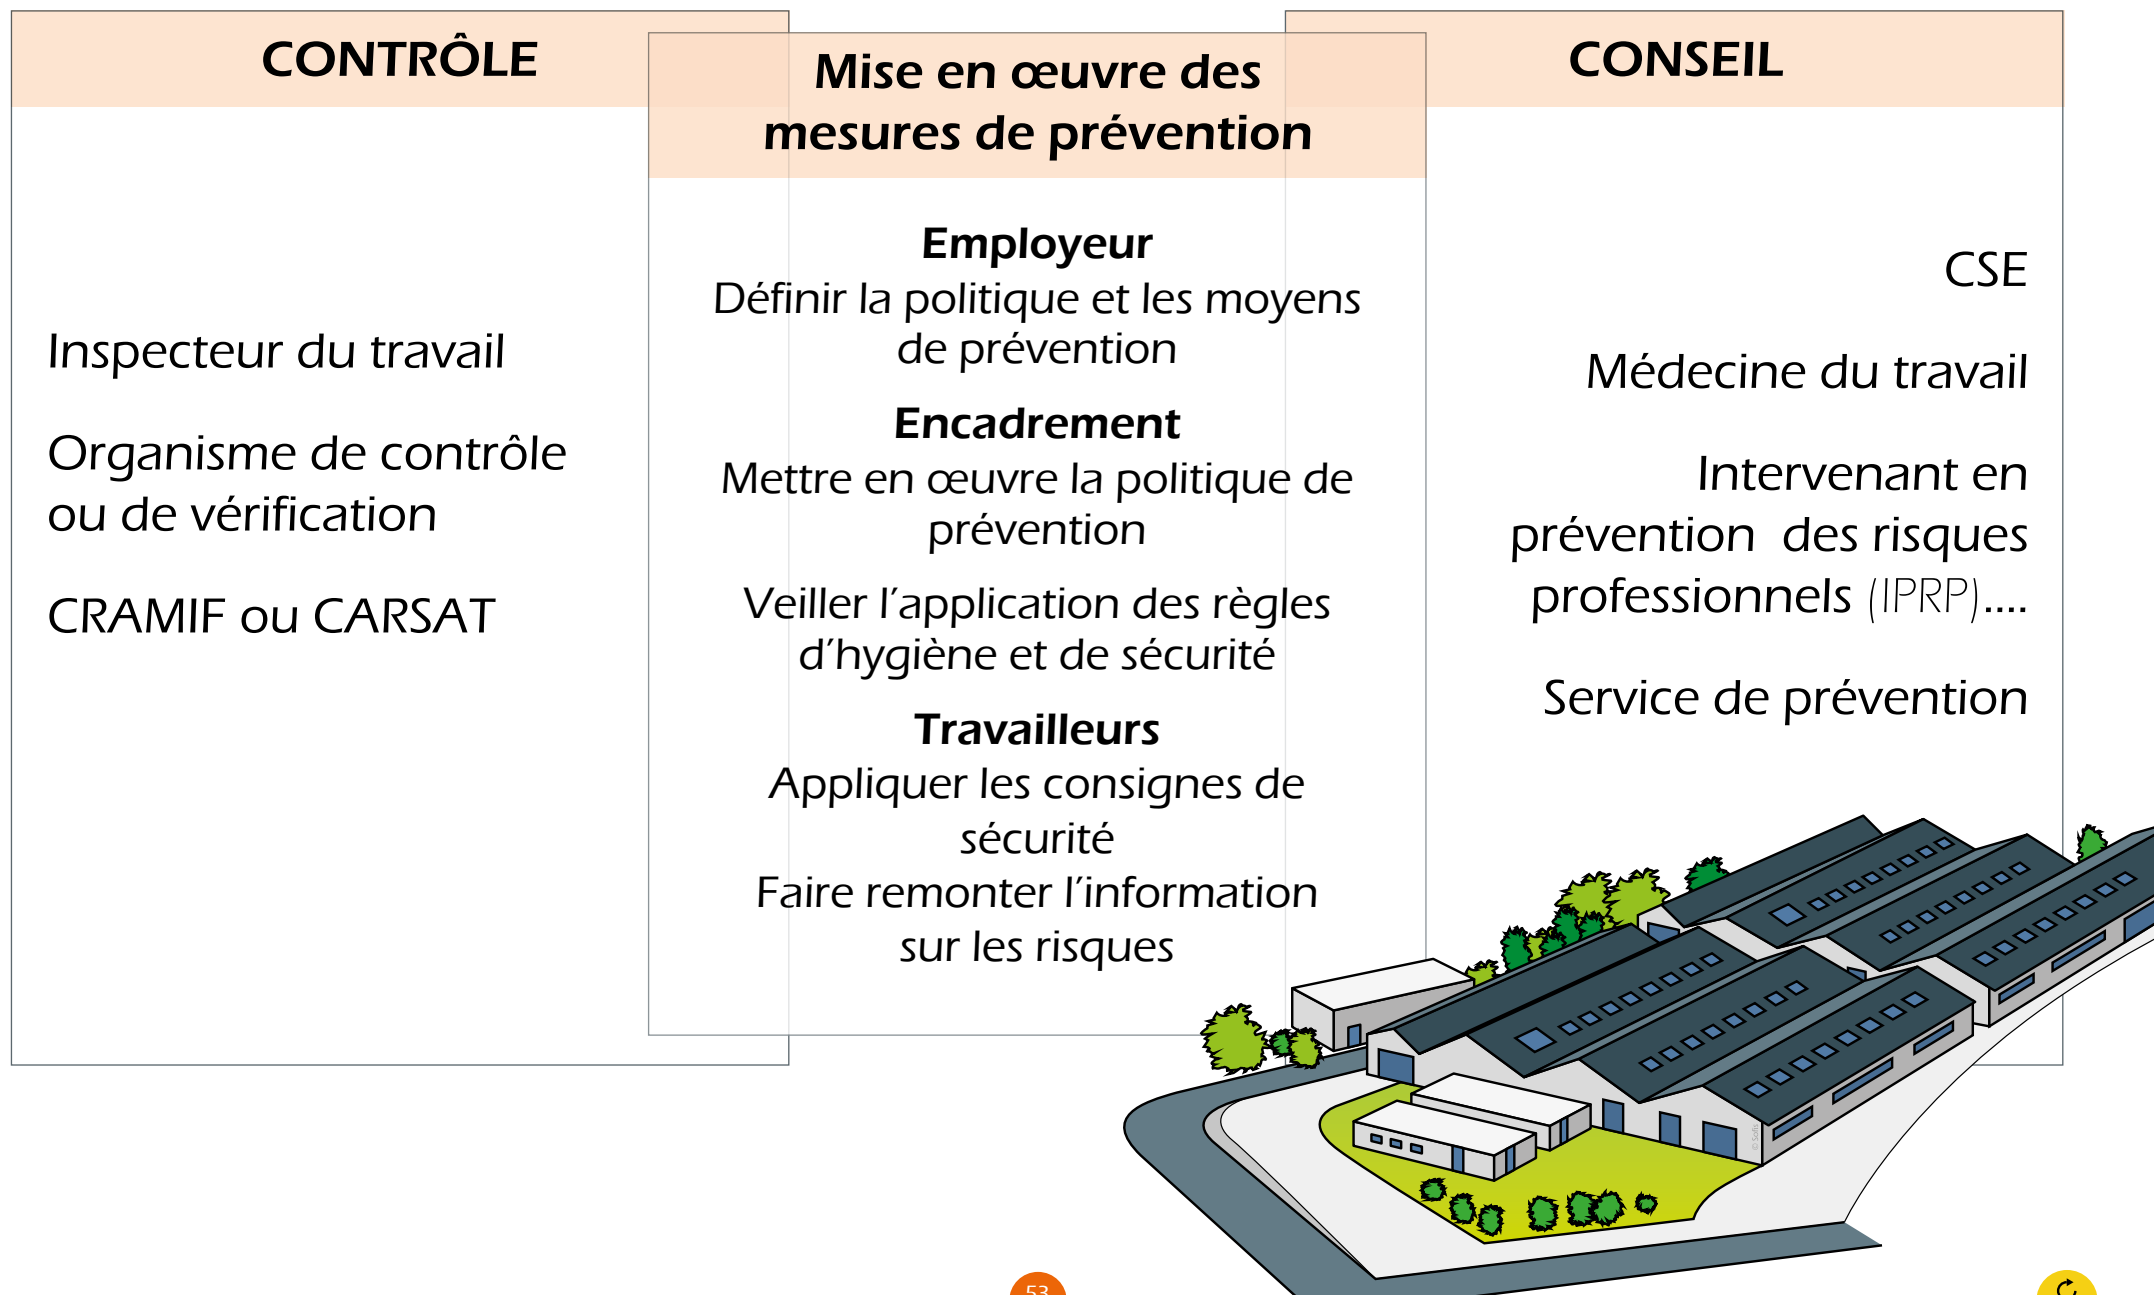 CONTRÔLE
Inspecteur du travail
Organisme de contrôle
ou de vérification
CRAMIF ou CARSAT
Mise en œuvre des
mesures de prévention
Employeur
Définir la politique et les moyens
de prévention
Encadrement
Mettre en œuvre la politique de
prévention
Veiller l’application des règles
d’hygiène et de sécurité
Travailleurs
Appliquer les consignes de
sécurité
Faire remonter l’information
sur les risques
CONSEIL
CSE
Médecine du travail
Intervenant en
prévention des risques
professionnels (IPRP)....
Service de prévention
© Sofis
53